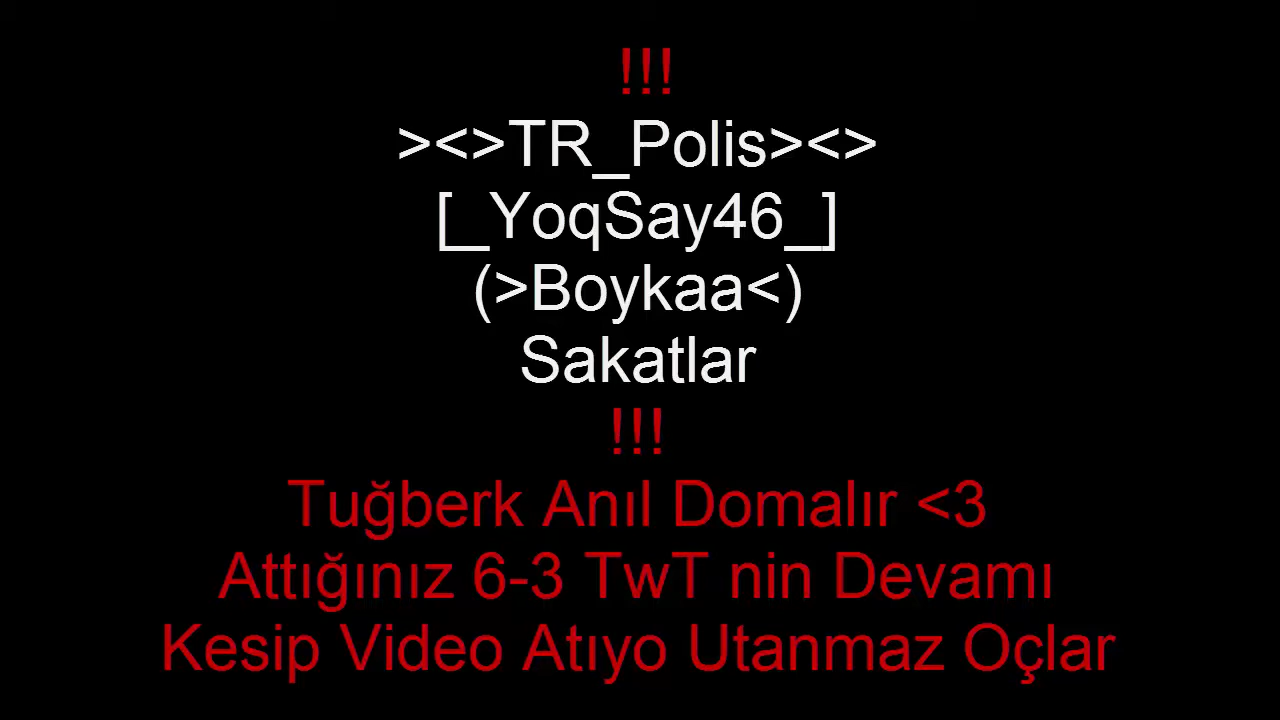 !!!
><>TR_Polis><>
[_YoqSay46_]
(>Boykaa<)
Sakatlar
!!!
Tuğberk Anıl Domalır <3
Attığınız 6-3 TwT nin Devamı
Kesip Video Atıyo Utanmaz Oçlar